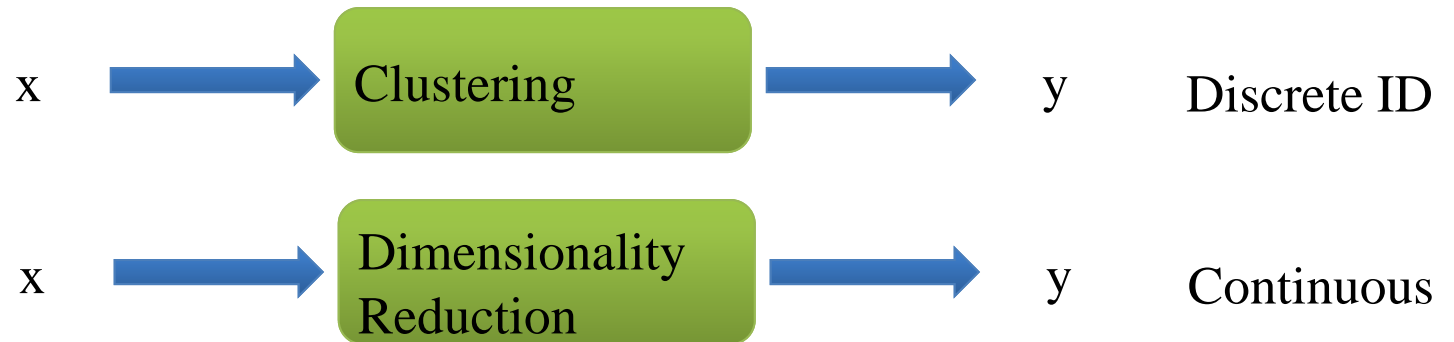 x Clustering y Discrete ID
x Dimensionality Reduction y Continuous